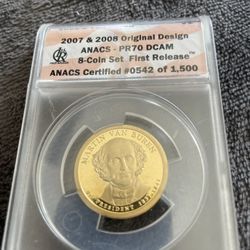 2007 & 2008 Original Design
ANACS - PR70 DCAM
8-Coin Set First Release™
ANACS Certified #0542 of 1,500
MARTIN VAN BUREN
8th PRESIDENT 1837-1841